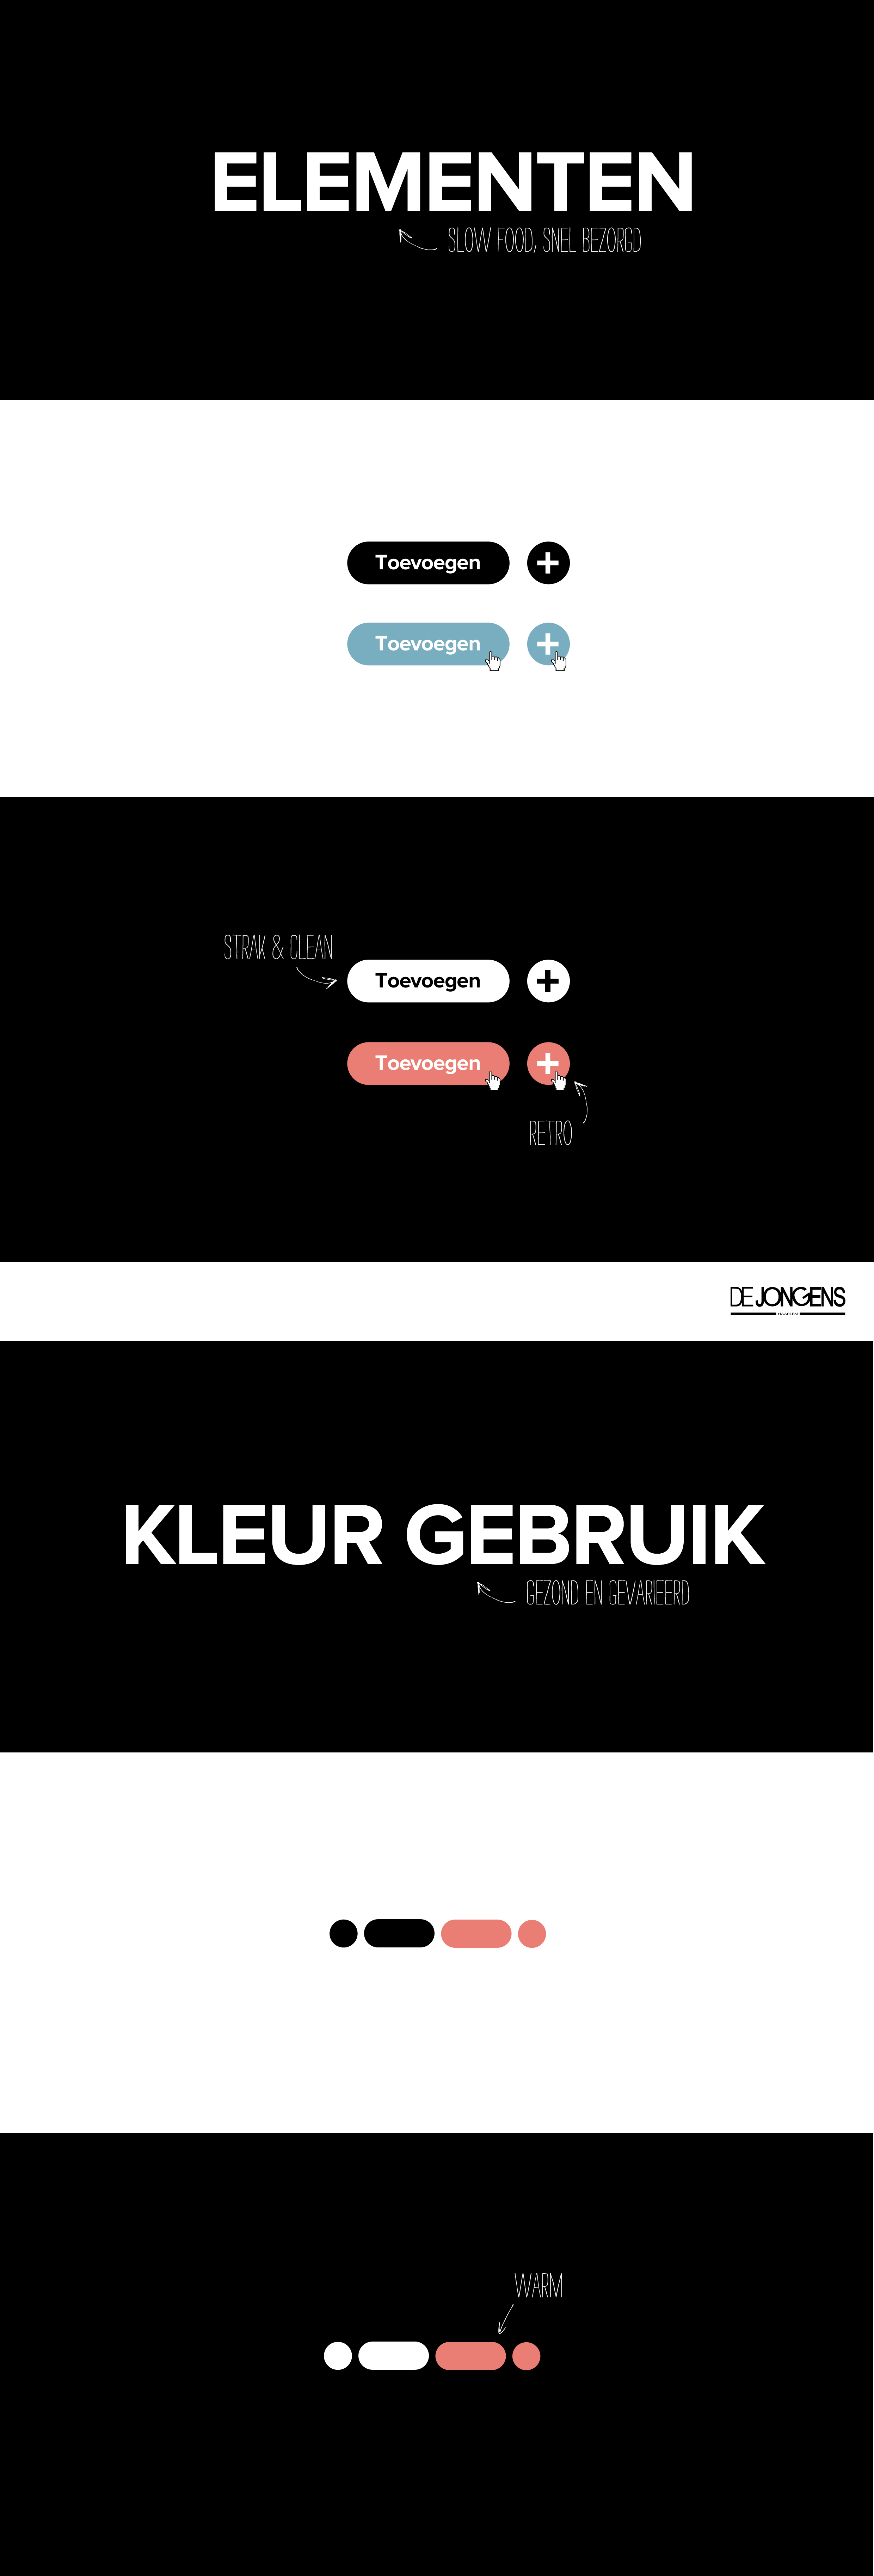 ELEMENTEN
SLOW FOOD, SNEL BEZORGD
Toevoegen
Toevoegen
STRAK & CLEAN
Toevoegen
Toevoegen
RETRO
DE JONGENS
HAARLEM
KLEUR GEBRUIK
GEZOND EN GEVARIEERD
WARM